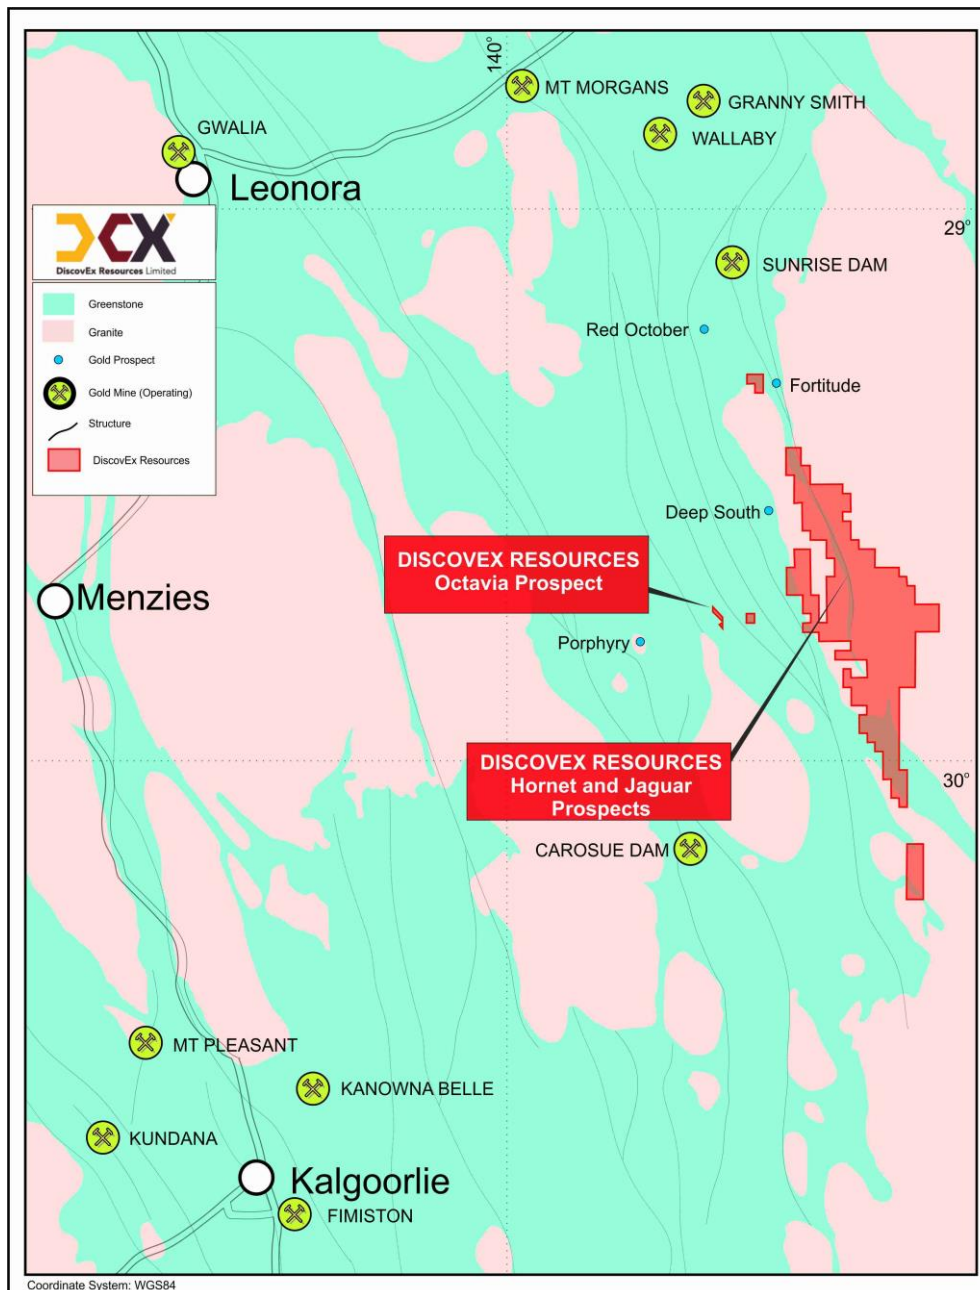 140°
MT MORGANS
GRANNY SMITH
GWALIA
WALLABY
Leonora
29°
DCX
DiscovEx Resources Limited
SUNRISE DAM
Greenstone
Granite
Gold Prospect
Gold Mine (Operating)
Structure
DiscovEx Resources
Red October
Fortitude
Deep South
DISCOVEX RESOURCES
Octavia Prospect
Menzies
Porphyry
DISCOVEX RESOURCES
Hornet and Jaguar
Prospects
30°
CAROSUE DAM
MT PLEASANT
KANOWNA BELLE
KUNDANA
Kalgoorlie
FIMISTON
Coordinate System: WGS84